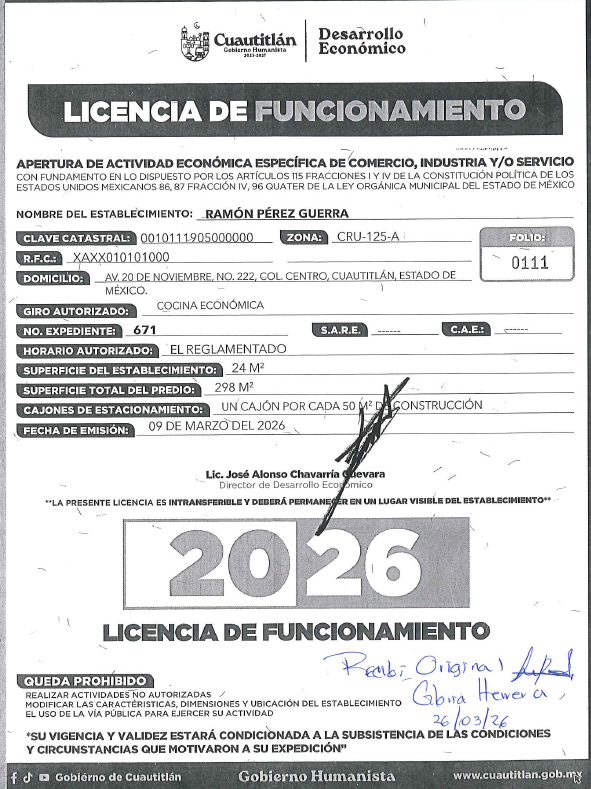 Cuautitlán
Gobierno Humanista
2025-2027
Desarrollo
Económico
LICENCIA DE FUNCIONAMIENTO
APERTURA DE ACTIVIDAD ECONÓMICA ESPECÍFICA DE COMERCIO, INDUSTRIA Y/O SERVICIO
CON FUNDAMENTO EN LO DISPUESTO POR LOS ARTÍCULOS 115 FRACCIONES I Y IV DE LA CONSTITUCIÓN POLÍTICA DE LOS
ESTADOS UNIDOS MEXICANOS 86, 87 FRACCIÓN IV, 96 QUATER DE LA LEY ORGÁNICA MUNICIPAL DEL ESTADO DE MÉXICO
NOMBRE DEL ESTABLECIMIENTO: RAMÓN PÉREZ GUERRA
CLAVE CATASTRAL: 0010111905000000 ZONA: CRU-125-A
FOLIO:
0111
R.F.C.: XAXX010101000
DOMICILIO: AV. 20 DE NOVIEMBRE, NO. 222, COL. CENTRO, CUAUTITLÁN, ESTADO DE
MÉXICO.
GIRO AUTORIZADO: COCINA ECONÓMICA
NO. EXPEDIENTE: 671 S.A.R.E. ------ C.A.E.: ------
HORARIO AUTORIZADO: EL REGLAMENTADO
SUPERFICIE DEL ESTABLECIMIENTO: 24 M²
SUPERFICIE TOTAL DEL PREDIO: 298 M²
CAJONES DE ESTACIONAMIENTO: UN CAJÓN POR CADA 50 M² DE CONSTRUCCIÓN
FECHA DE EMISIÓN: 09 DE MARZO DEL 2026
Lic. José Alonso Chavarría Guevara
Director de Desarrollo Económico
**LA PRESENTE LICENCIA ES INTRANSFERIBLE Y DEBERÁ PERMANECER EN UN LUGAR VISIBLE DEL ESTABLECIMIENTO**
2026
LICENCIA DE FUNCIONAMIENTO
Recibi Original
Gloria Herrera
26/03/26
QUEDA PROHIBIDO
REALIZAR ACTIVIDADES NO AUTORIZADAS
MODIFICAR LAS CARACTERÍSTICAS, DIMENSIONES Y UBICACIÓN DEL ESTABLECIMIENTO
EL USO DE LA VÍA PÚBLICA PARA EJERCER SU ACTIVIDAD
"SU VIGENCIA Y VALIDEZ ESTARÁ CONDICIONADA A LA SUBSISTENCIA DE LAS CONDICIONES
Y CIRCUNSTANCIAS QUE MOTIVARON A SU EXPEDICIÓN"
Gobierno de Cuautitlán
Gobierno Humanista
www.cuautitlan.gob.mx